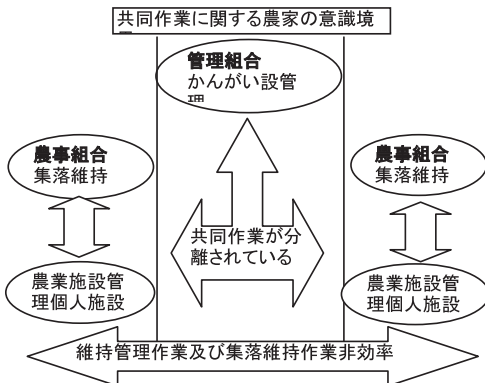 共同作業に関する農家の意識境
管理組合
かんがい設管
理
農事組合
集落維持
農事組合
集落維持
共同作業が分
離されている
農業施設管
理個人施設
農業施設管
理個人施設
維持管理作業及び集落維持作業非効率